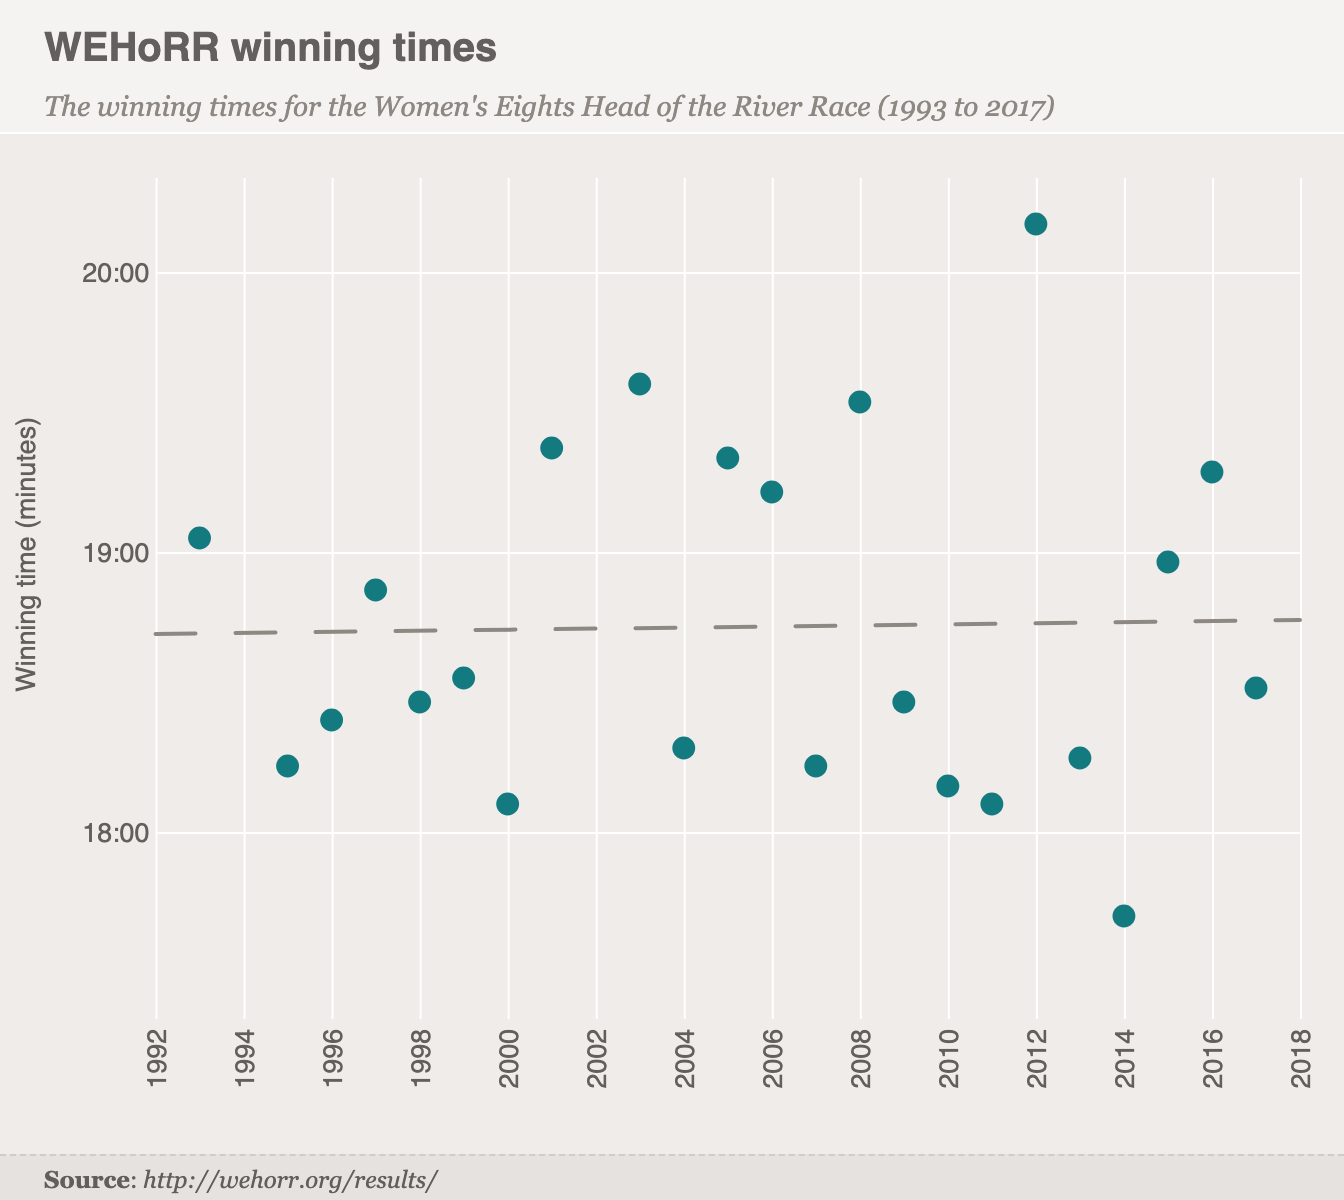 WEHoRR winning times
The winning times for the Women's Eights Head of the River Race (1993 to 2017)
Winning time (minutes)
20:00
19:00
18:00
1992 1994 1996 1998 2000 2002 2004 2006 2008 2010 2012 2014 2016 2018
Source: http://wehorr.org/results/